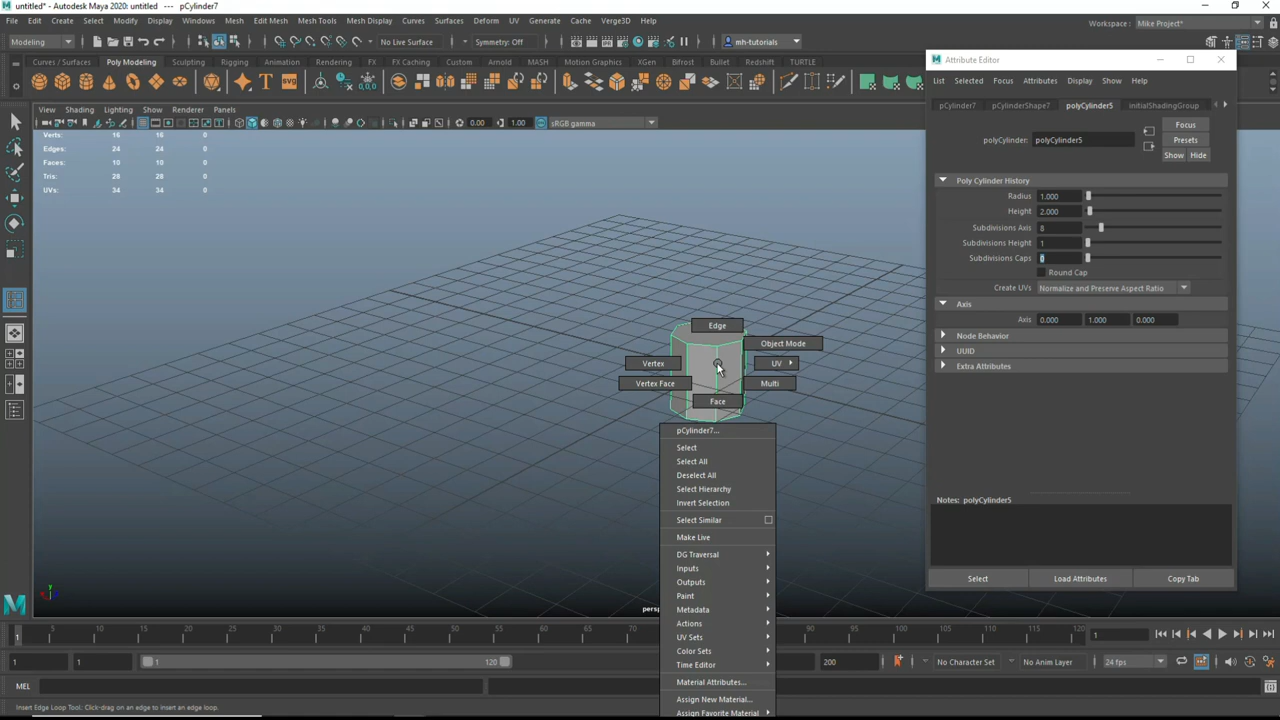 untitled* - Autodesk Maya 2020: untitled --- pCylinder7
File Edit Create Select Modify Display Windows Mesh Edit Mesh Mesh Tools Mesh Display Curves Surfaces Deform UV Generate Cache Verge3D Help
Workspace : Mike Project*
Modeling No Live Surface Symmetry: Off mh-tutorials
Curves / Surfaces Poly Modeling Sculpting Rigging Animation Rendering FX FX Caching Custom Arnold MASH Motion Graphics XGen Bifrost Bullet Redshift TURTLE
View Shading Lighting Show Renderer Panels
0.00 1.00 sRGB gamma
Verts: 16 16 0
Edges: 24 24 0
Faces: 10 10 0
Tris: 28 28 0
UVs: 34 34 0
Edge
Object Mode
Vertex
UV
Vertex Face
Multi
Face
pCylinder7...
Select
Select All
Deselect All
Select Hierarchy
Invert Selection
Select Similar
Make Live
DG Traversal
Inputs
Outputs
Paint
Metadata
Actions
UV Sets
Color Sets
Time Editor
Material Attributes...
Assign New Material...
Assign Favorite Material
Attribute Editor
List Selected Focus Attributes Display Show Help
pCylinder7 pCylinderShape7 polyCylinder5 initialShadingGroup
polyCylinder: polyCylinder5
Focus
Presets
Show Hide
Poly Cylinder History
Radius 1.000
Height 2.000
Subdivisions Axis 8
Subdivisions Height 1
Subdivisions Caps 0
Round Cap
Create UVs Normalize and Preserve Aspect Ratio
Axis
Axis 0.000 1.000 0.000
Node Behavior
UUID
Extra Attributes
Notes: polyCylinder5
Select Load Attributes Copy Tab
persp
1 5 10 15 20 25 30 35 40 45 50 55 60 65 70 80 85 90 95 100 105 110 115 120 1
1 1 1 120 200 No Character Set No Anim Layer 24 fps
MEL
Insert Edge Loop Tool: Click-drag on an edge to insert an edge loop.